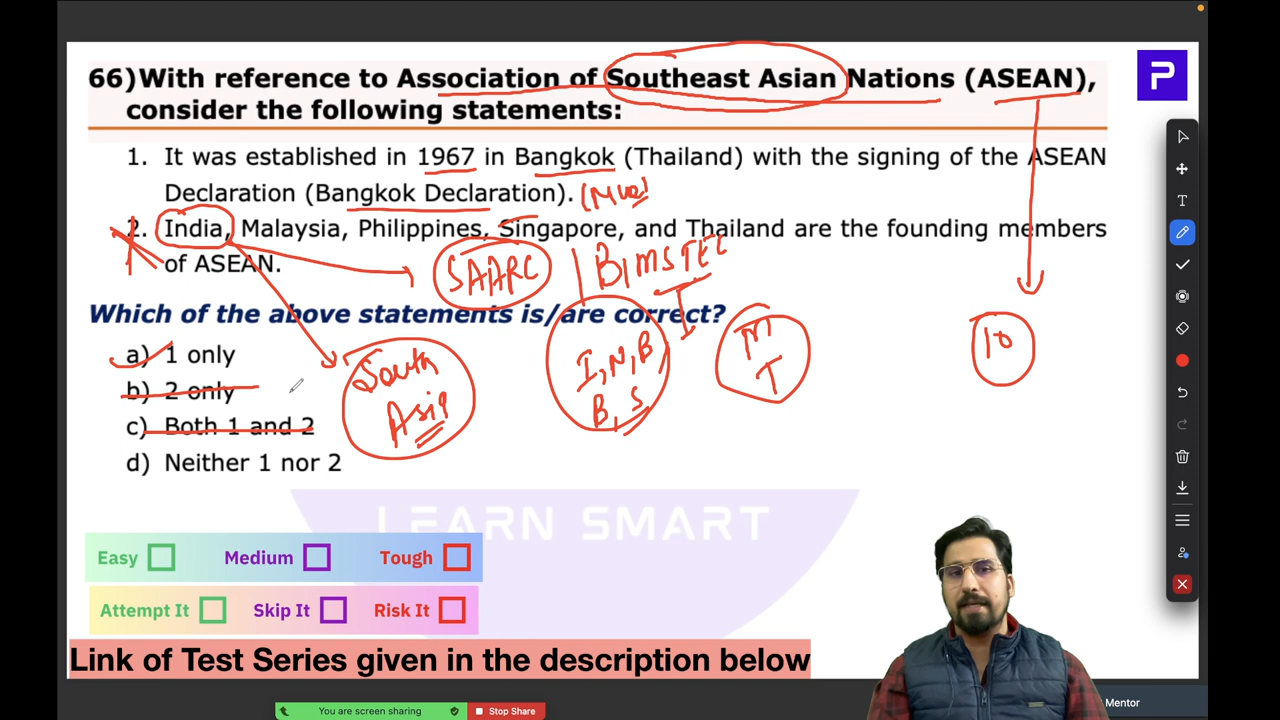 66)With reference to Association of Southeast Asian Nations (ASEAN),
consider the following statements:
P
1. It was established in 1967 in Bangkok (Thailand) with the signing of the ASEAN
Declaration (Bangkok Declaration).
2. India, Malaysia, Philippines, Singapore, and Thailand are the founding members
of ASEAN.
SAARC
BIMSTEC
Which of the above statements is/are correct?
a) 1 only
b) 2 only
c) Both 1 and 2
d) Neither 1 nor 2
South
Asia
I, N, B,
B, S
M
T
10
LEARN SMART
Easy Medium Tough
Attempt It Skip It Risk It
Link of Test Series given in the description below
You are screen sharing Stop Share
Mentor
T